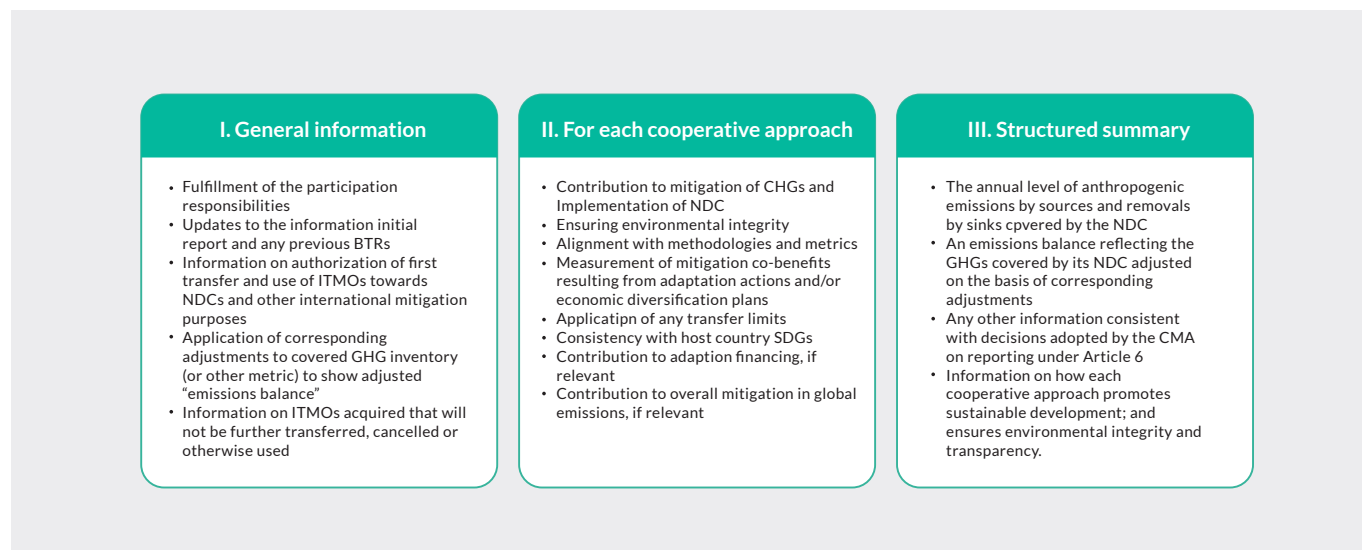 I. General information
• Fulfillment of the participation
responsibilities
• Updates to the information initial
report and any previous BTRs
• Information on authorization of first
transfer and use of ITMOs towards
NDCs and other international mitigation
purposes
• Application of corresponding
adjustments to covered GHG inventory
(or other metric) to show adjusted
“emissions balance”
• Information on ITMOs acquired that will
not be further transferred, cancelled or
otherwise used
II. For each cooperative approach
• Contribution to mitigation of CHGs and
Implementation of NDC
• Ensuring environmental integrity
• Alignment with methodologies and metrics
• Measurement of mitigation co-benefits
resulting from adaptation actions and/or
economic diversification plans
• Applicatipn of any transfer limits
• Consistency with host country SDGs
• Contribution to adaption financing, if
relevant
• Contribution to overall mitigation in global
emissions, if relevant
III. Structured summary
• The annual level of anthropogenic
emissions by sources and removals
by sinks cpvered by the NDC
• An emissions balance reflecting the
GHGs covered by its NDC adjusted
on the basis of corresponding
adjustments
• Any other information consistent
with decisions adopted by the CMA
on reporting under Article 6
• Information on how each
cooperative approach promotes
sustainable development; and
ensures environmental integrity and
transparency.